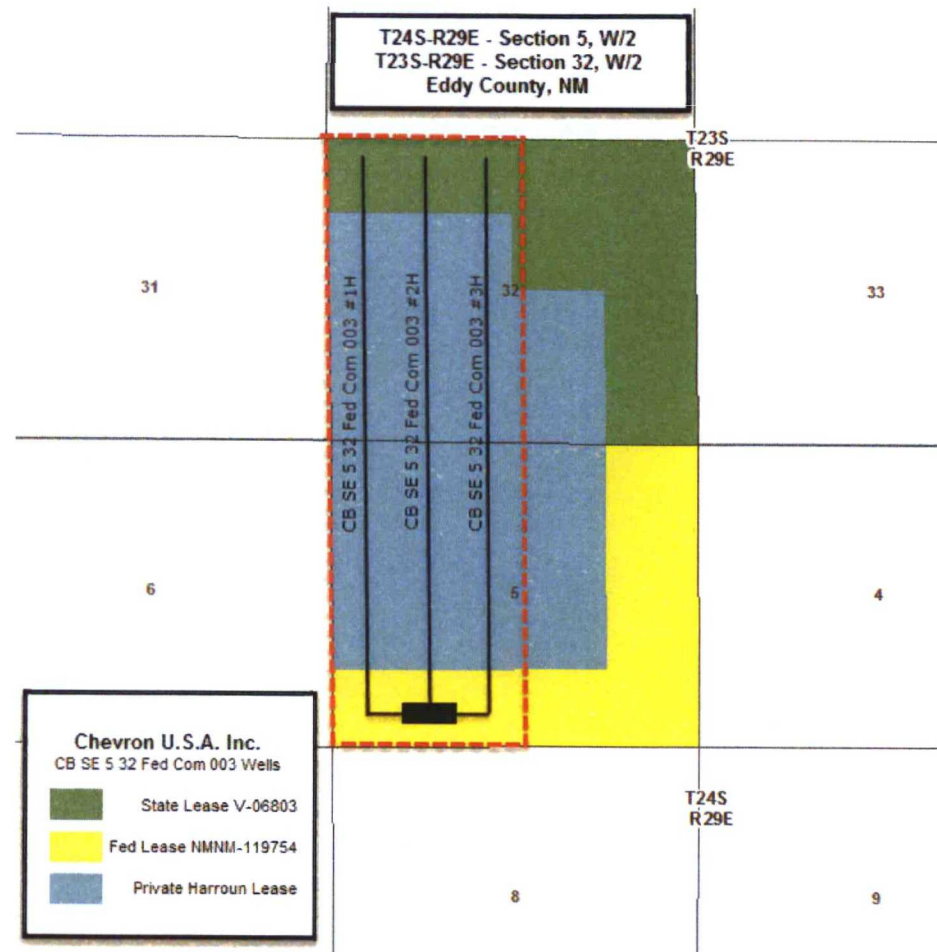 T24S-R29E - Section 5, W/2
T23S-R29E - Section 32, W/2
Eddy County, NM
T23S
R29E
31
32
33
CB SE 5 32 Fed Com 003 #1H
CB SE 5 32 Fed Com 003 #2H
CB SE 5 32 Fed Com 003 #3H
6
5
4
Chevron U.S.A. Inc.
CB SE 5 32 Fed Com 003 Wells
State Lease V-06803
Fed Lease NMNM-119754
Private Harroun Lease
T24S
R29E
8
9